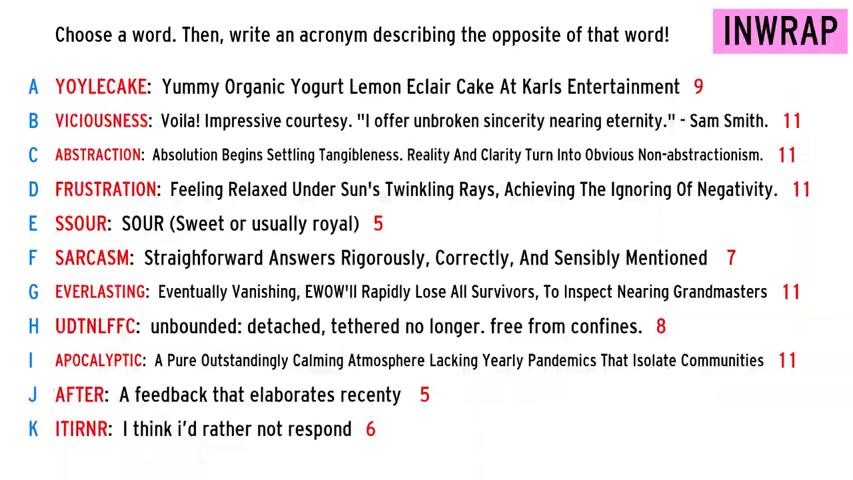 Choose a word. Then, write an acronym describing the opposite of that word!
INWRAP
A YOYLECAKE: Yummy Organic Yogurt Lemon Eclair Cake At Karls Entertainment 9
B VICIOUSNESS: Voila! Impressive courtesy. "I offer unbroken sincerity nearing eternity." - Sam Smith. 11
C ABSTRACTION: Absolution Begins Settling Tangibleness. Reality And Clarity Turn Into Obvious Non-abstractionism. 11
D FRUSTRATION: Feeling Relaxed Under Sun's Twinkling Rays, Achieving The Ignoring Of Negativity. 11
E SSOUR: SOUR (Sweet or usually royal) 5
F SARCASM: Straighforward Answers Rigorously, Correctly, And Sensibly Mentioned 7
G EVERLASTING: Eventually Vanishing, EWOW'll Rapidly Lose All Survivors, To Inspect Nearing Grandmasters 11
H UDTNLFFC: unbounded: detached, tethered no longer. free from confines. 8
I APOCALYPTIC: A Pure Outstandingly Calming Atmosphere Lacking Yearly Pandemics That Isolate Communities 11
J AFTER: A feedback that elaborates recenty 5
K ITIRNR: I think i'd rather not respond 6